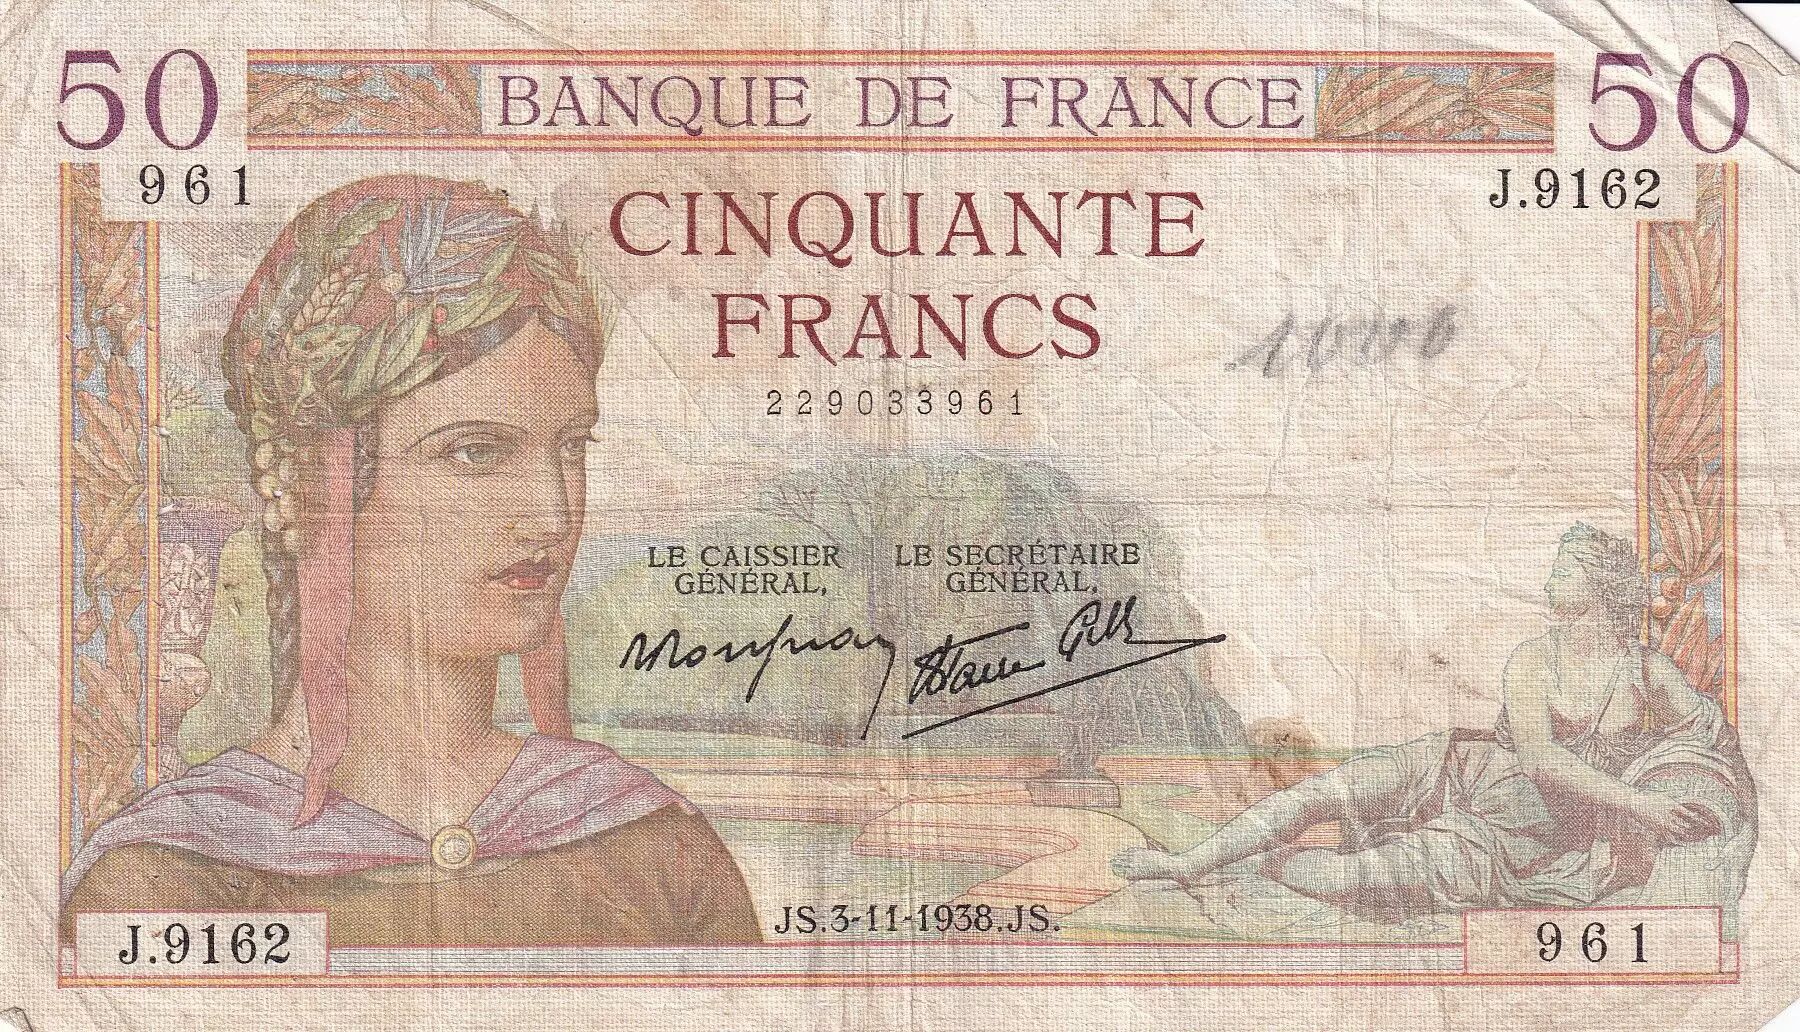 50 BANQUE DE FRANCE 50
961 J.9162
CINQUANTE
FRANCS
229033961
LE CAISSIER
GÉNÉRAL,
LE SECRÉTAIRE
GÉNÉRAL,
JS.3-11-1938.JS.
J.9162 961